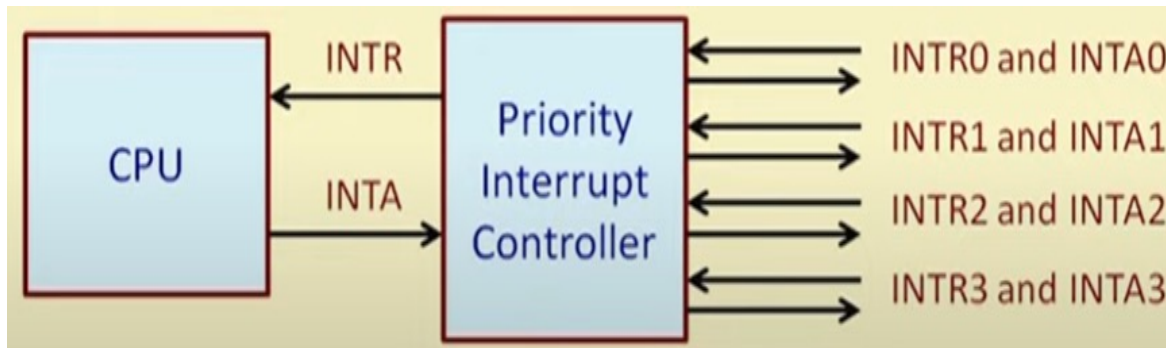 INTR
CPU
INTA
Priority
Interrupt
Controller
INTR0 and INTA0
INTR1 and INTA1
INTR2 and INTA2
INTR3 and INTA3